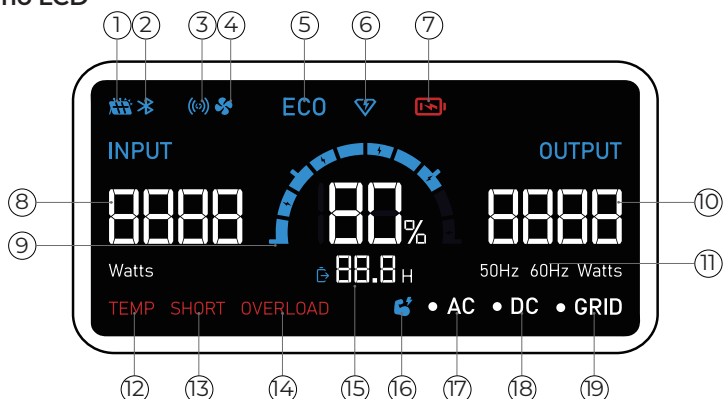 LCD
1 2 3 4 5 6 7
ECO
INPUT OUTPUT
8 8888 80% 8888 10
9
Watts 88.8 H 50Hz 60Hz Watts 11
TEMP SHORT OVERLOAD • AC • DC • GRID
12 13 14 15 16 17 18 19